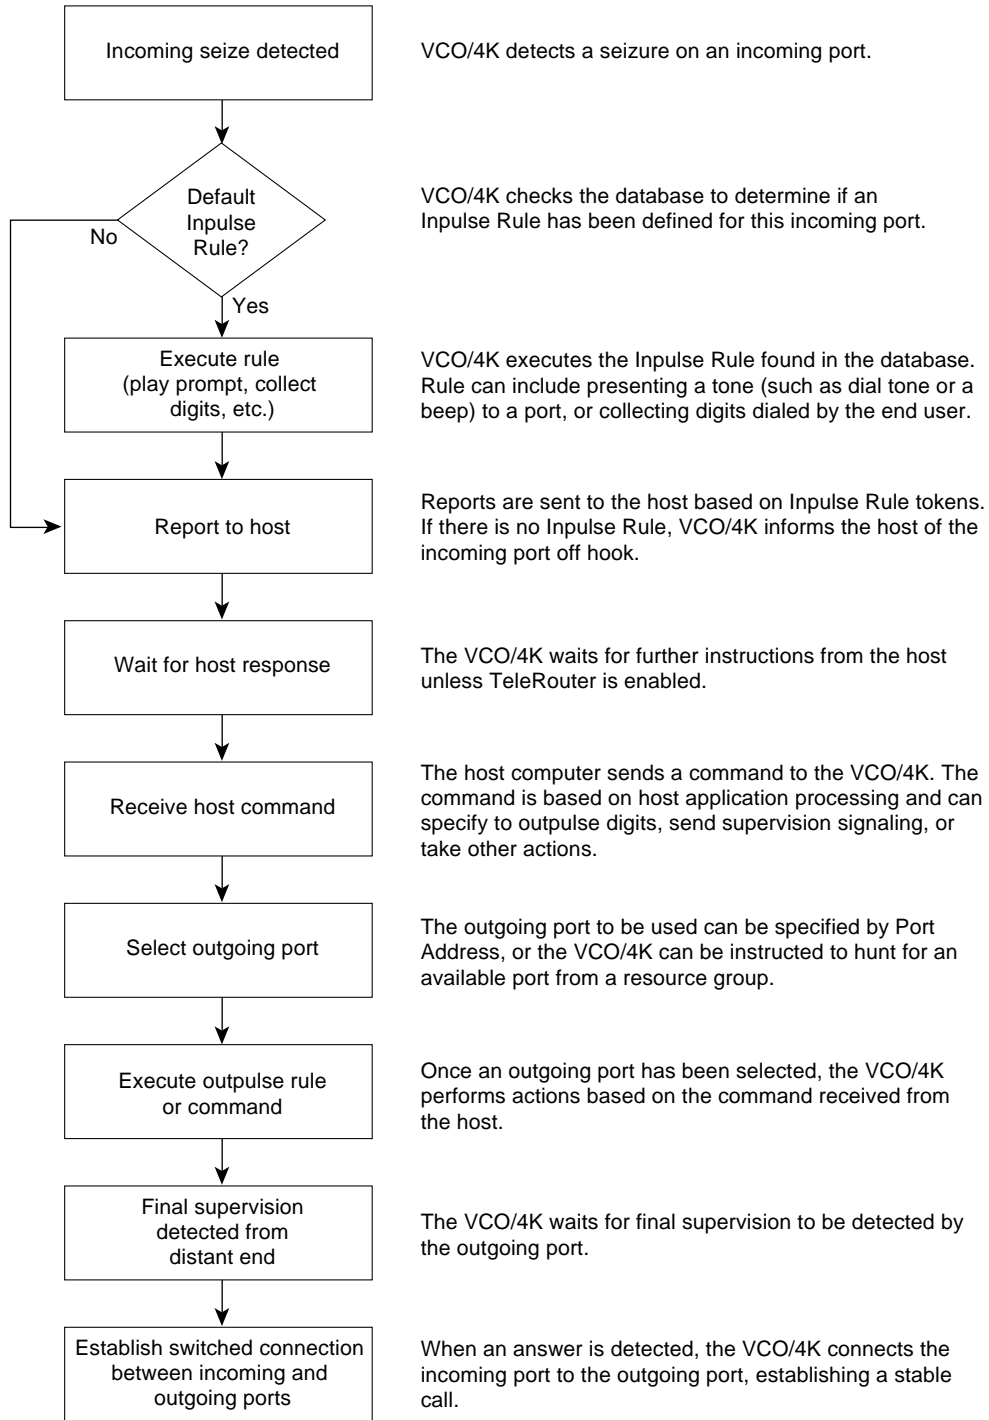 Incoming seize detected
VCO/4K detects a seizure on an incoming port.
Default
Inpulse
Rule?
VCO/4K checks the database to determine if an
Inpulse Rule has been defined for this incoming port.
No
Yes
Execute rule
(play prompt, collect
digits, etc.)
VCO/4K executes the Inpulse Rule found in the database.
Rule can include presenting a tone (such as dial tone or a
beep) to a port, or collecting digits dialed by the end user.
Report to host
Reports are sent to the host based on Inpulse Rule tokens.
If there is no Inpulse Rule, VCO/4K informs the host of the
incoming port off hook.
Wait for host response
The VCO/4K waits for further instructions from the host
unless TeleRouter is enabled.
Receive host command
The host computer sends a command to the VCO/4K. The
command is based on host application processing and can
specify to outpulse digits, send supervision signaling, or
take other actions.
Select outgoing port
The outgoing port to be used can be specified by Port
Address, or the VCO/4K can be instructed to hunt for an
available port from a resource group.
Execute outpulse rule
or command
Once an outgoing port has been selected, the VCO/4K
performs actions based on the command received from
the host.
Final supervision
detected from
distant end
The VCO/4K waits for final supervision to be detected by
the outgoing port.
Establish switched connection
between incoming and
outgoing ports
When an answer is detected, the VCO/4K connects the
incoming port to the outgoing port, establishing a stable
call.